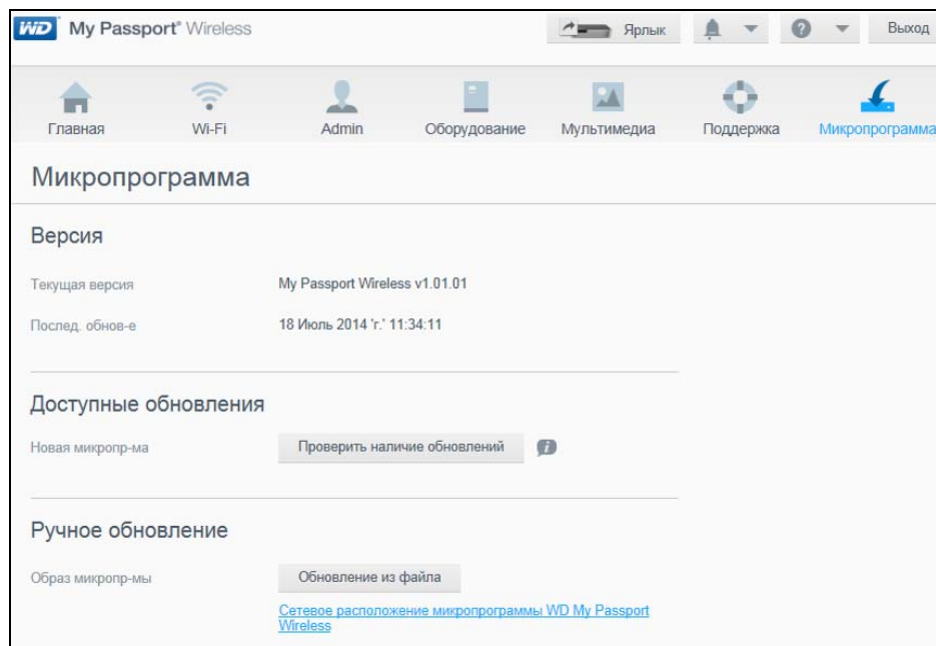 WD My Passport® Wireless
Ярлык
Выход
Главная
Wi-Fi
Admin
Оборудование
Мультимедиа
Поддержка
Микропрограмма
Микропрограмма
Версия
Текущая версия My Passport Wireless v1.01.01
Послед. обнов-е 18 Июль 2014 'г.' 11:34:11
Доступные обновления
Новая микропр-ма Проверить наличие обновлений
Ручное обновление
Образ микропр-мы Обновление из файла
Сетевое расположение микропрограммы WD My Passport
Wireless